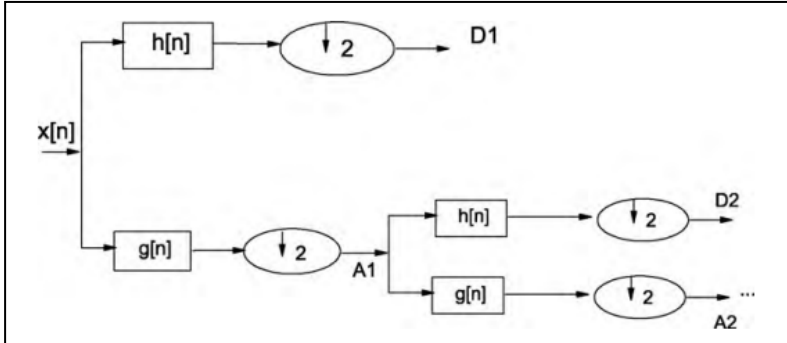 h[n]
↓ 2
D1
x[n]
g[n]
↓ 2
A1
h[n]
↓ 2
D2
g[n]
↓ 2
A2
...